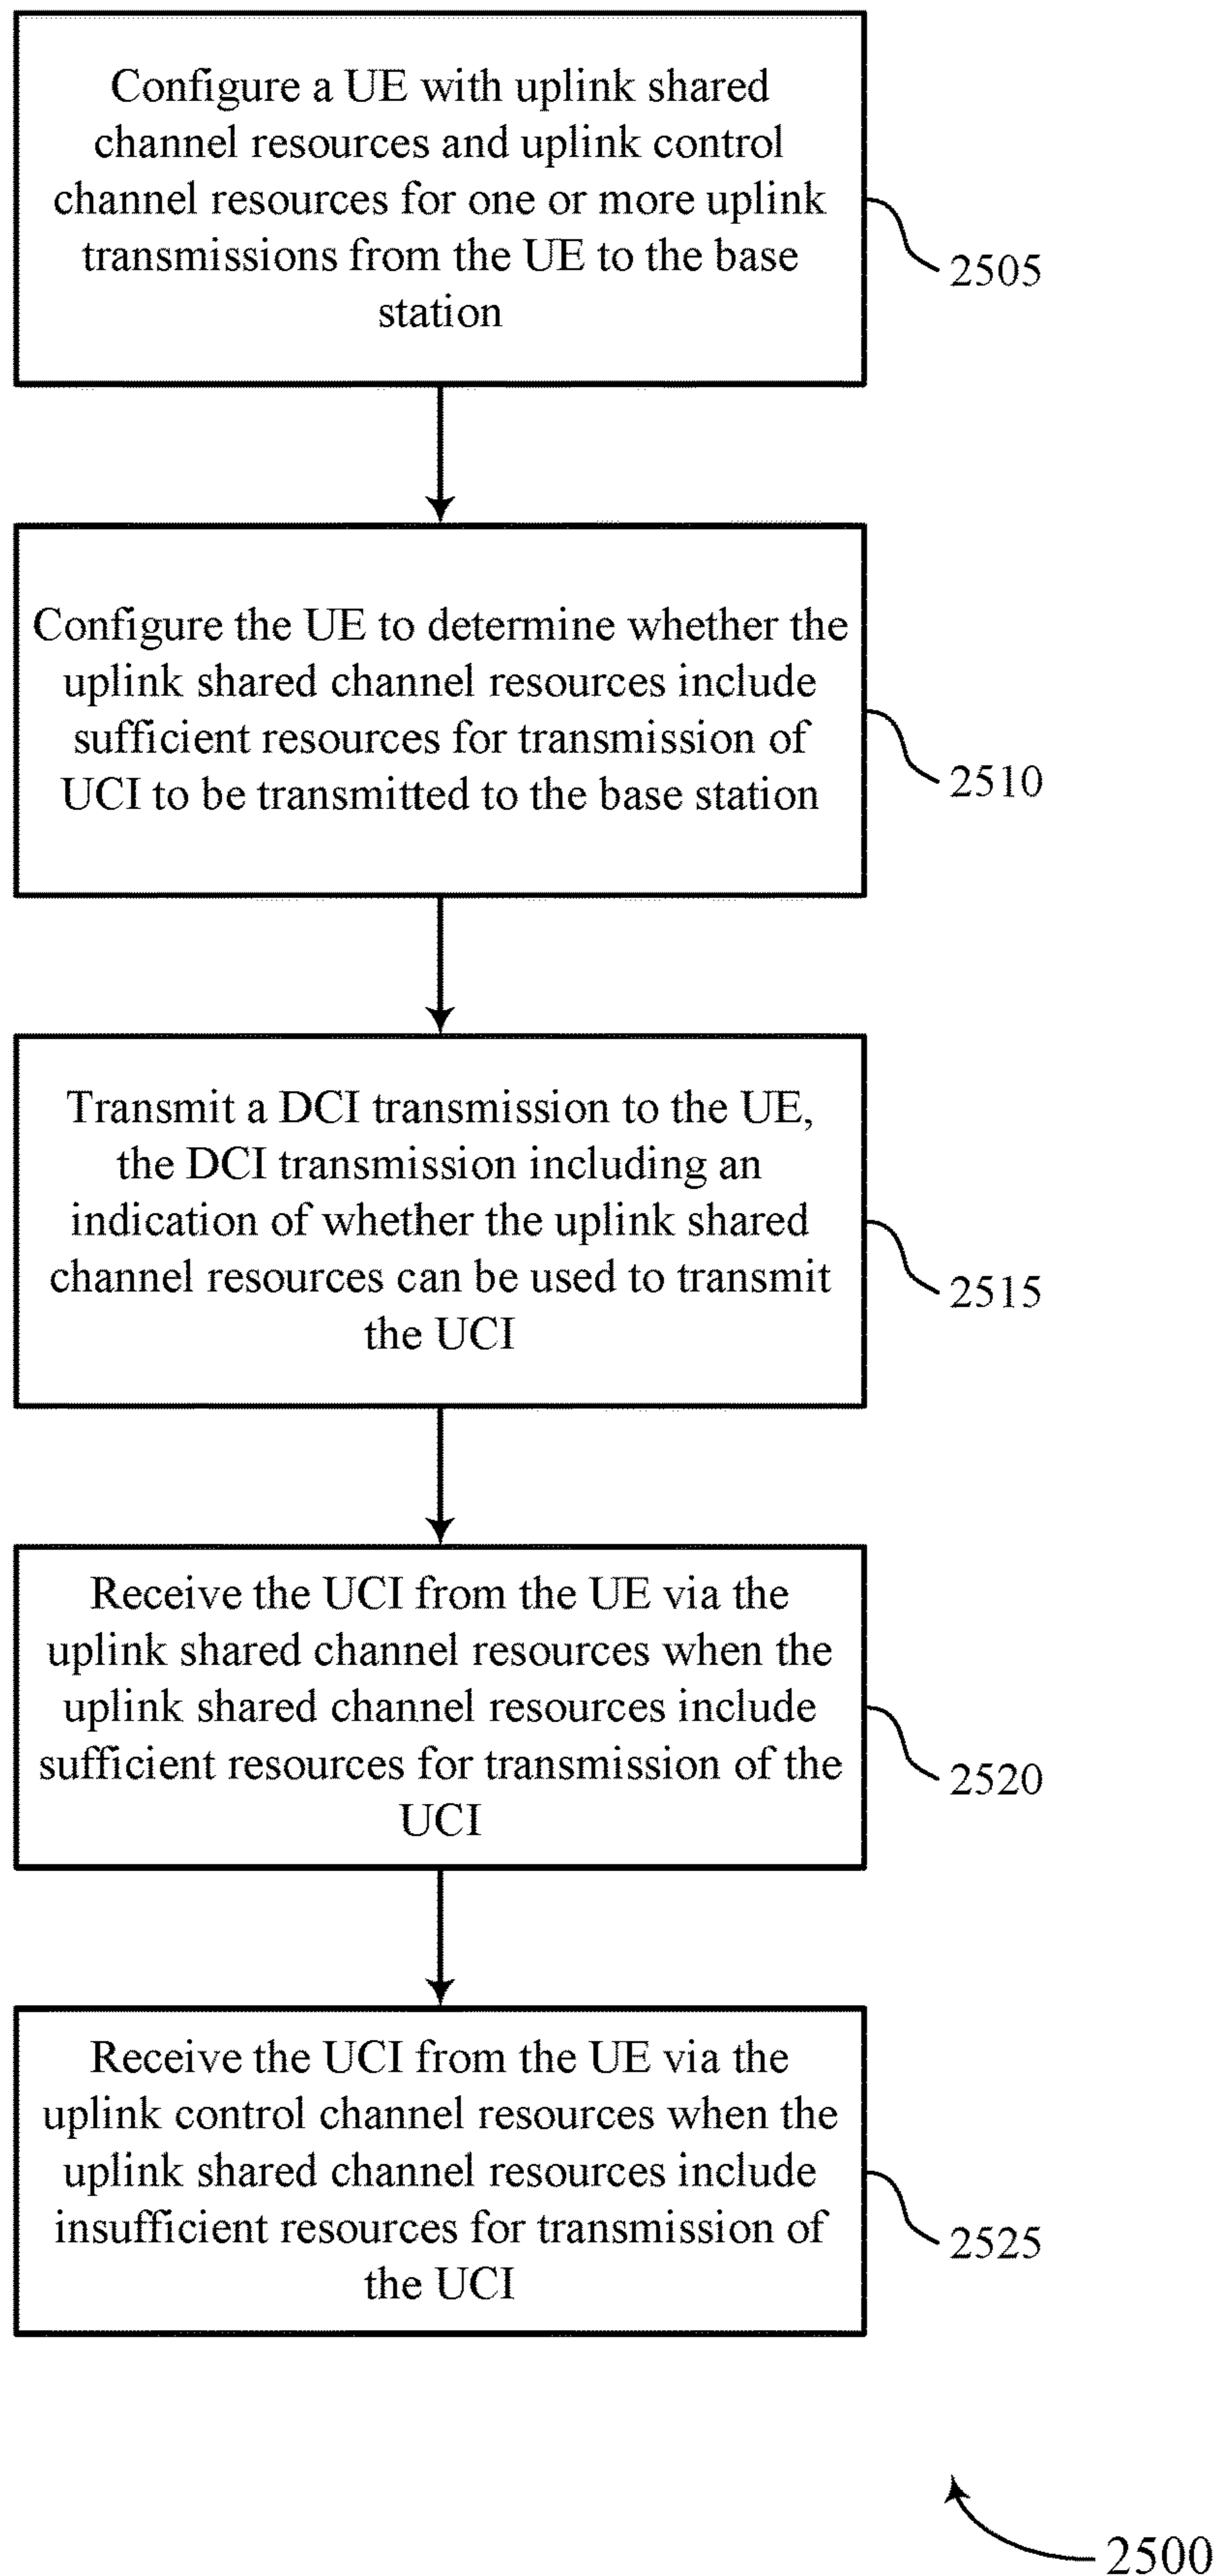 Configure a UE with uplink shared
channel resources and uplink control
channel resources for one or more uplink
transmissions from the UE to the base
station
2505
Configure the UE to determine whether the
uplink shared channel resources include
sufficient resources for transmission of
UCI to be transmitted to the base station
2510
Transmit a DCI transmission to the UE,
the DCI transmission including an
indication of whether the uplink shared
channel resources can be used to transmit
the UCI
2515
Receive the UCI from the UE via the
uplink shared channel resources when the
uplink shared channel resources include
sufficient resources for transmission of the
UCI
2520
Receive the UCI from the UE via the
uplink control channel resources when the
uplink shared channel resources include
insufficient resources for transmission of
the UCI
2525
2500